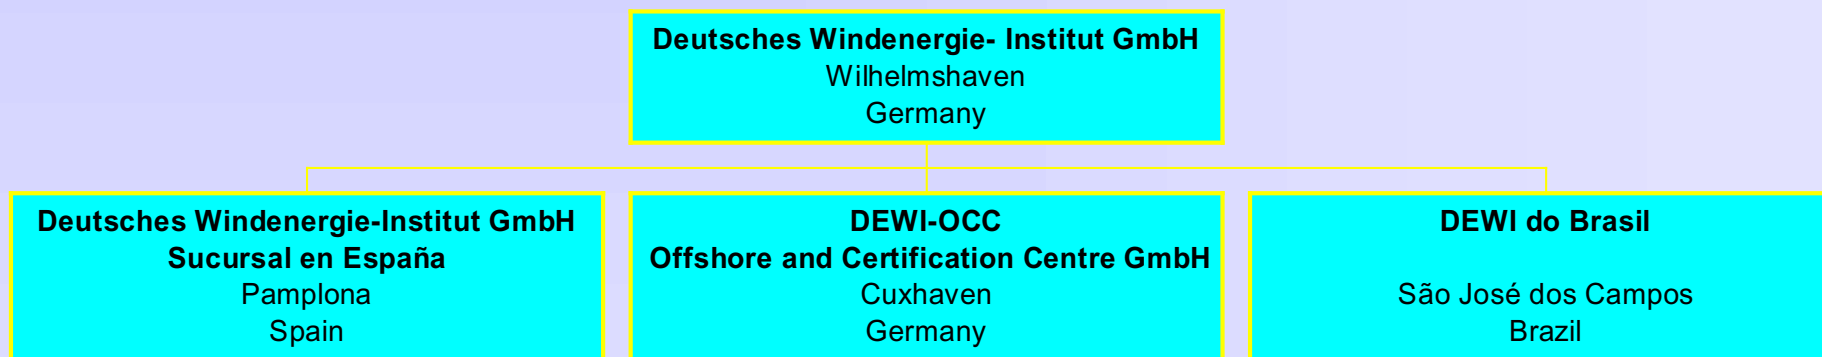 Deutsches Windenergie- Institut GmbH
Wilhelmshaven
Germany
Deutsches Windenergie-Institut GmbH
Sucursal en España
Pamplona
Spain
DEWI-OCC
Offshore and Certification Centre GmbH
Cuxhaven
Germany
DEWI do Brasil
São José dos Campos
Brazil